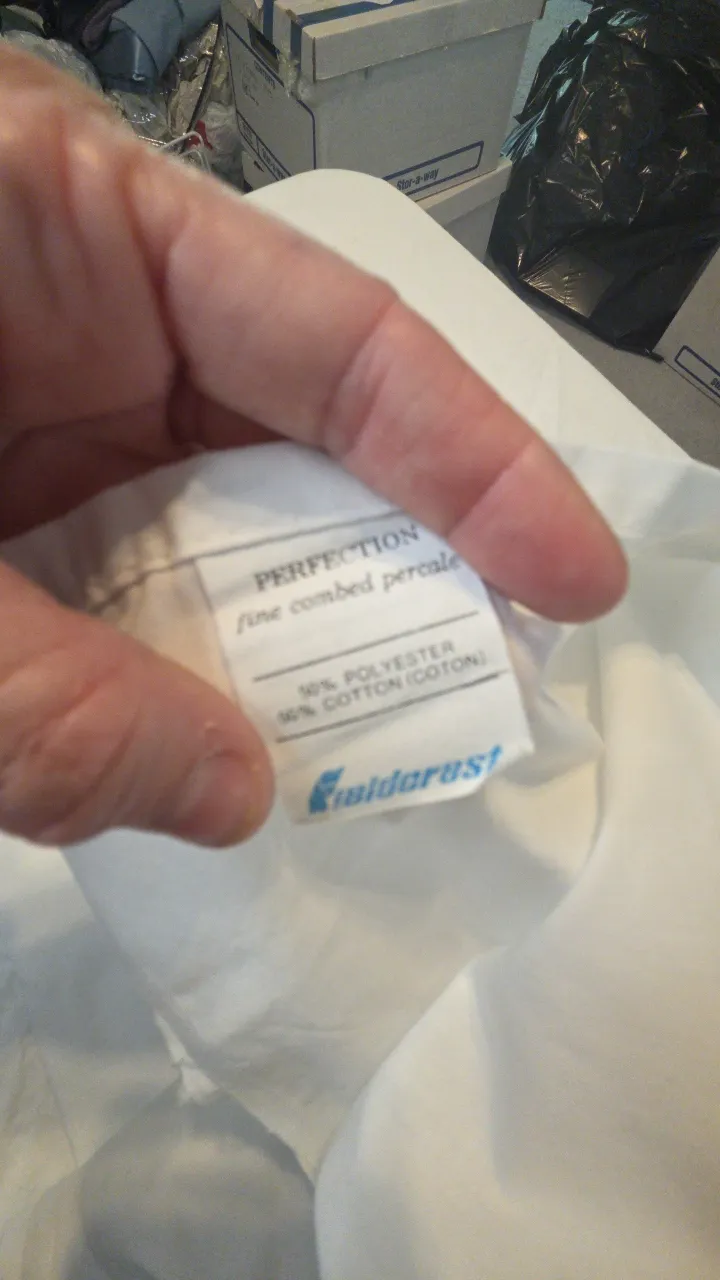 Stor-a-way
PERFECTION
fine combed percale
50% POLYESTER
50% COTTON (COTON)
Fieldcrest